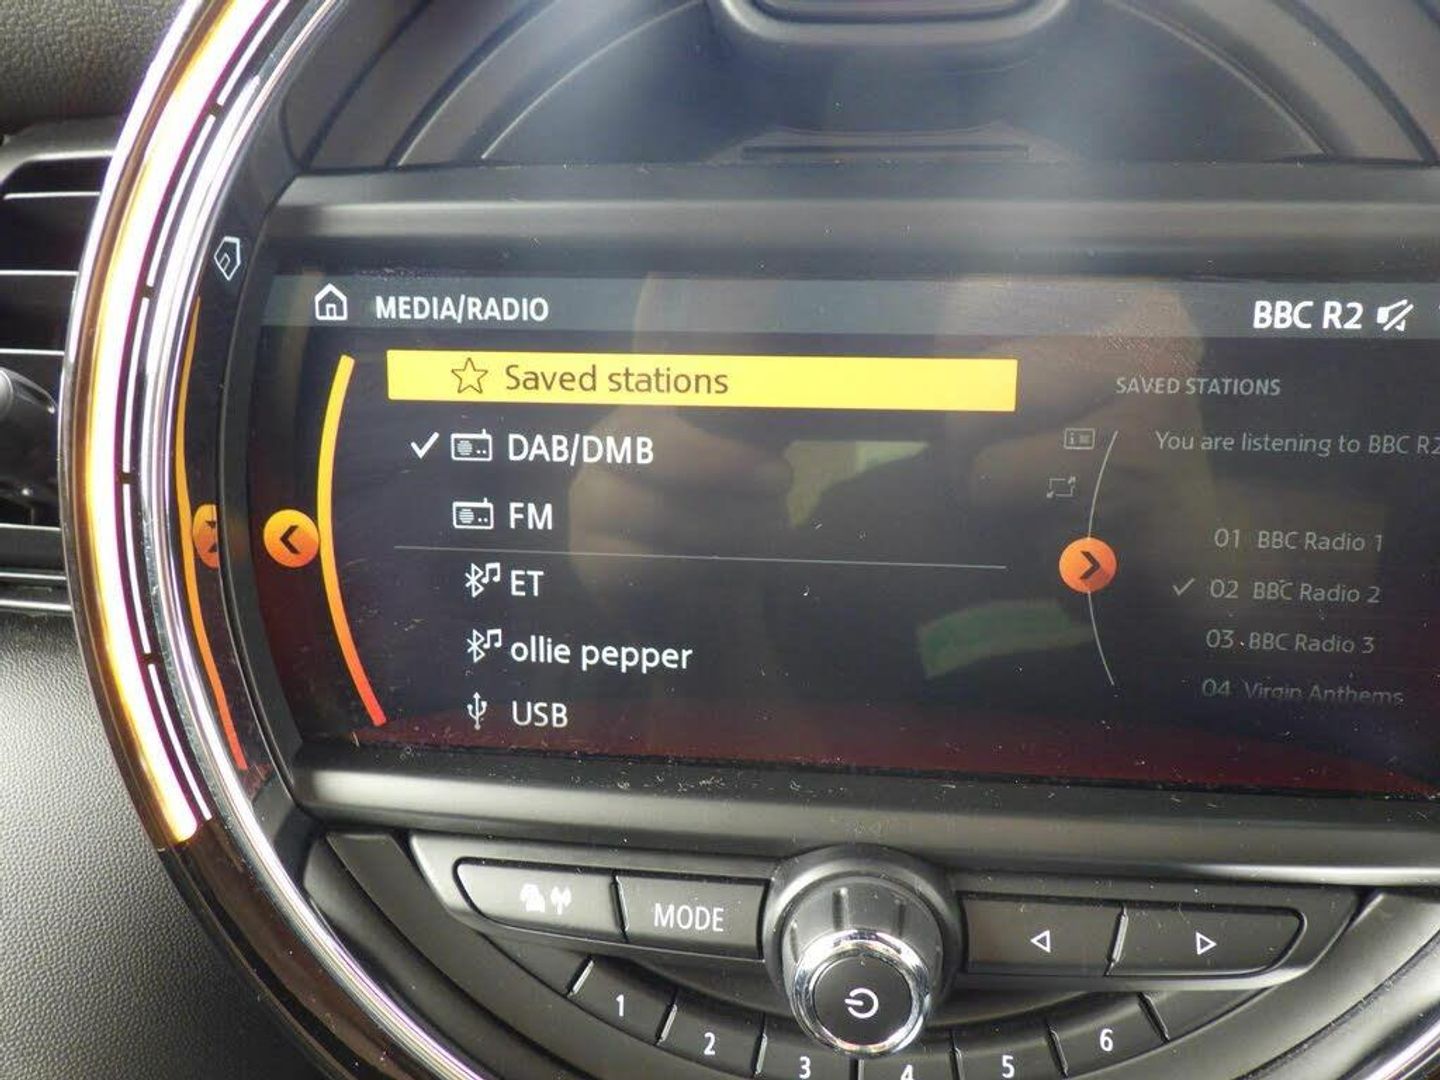 MEDIA/RADIO
BBC R2
Saved stations
DAB/DMB
FM
ET
ollie pepper
USB
SAVED STATIONS
You are listening to BBC R2
01 BBC Radio 1
02 BBC Radio 2
03 BBC Radio 3
04 Virgin Anthems
MODE
1
2
3
4
5
6